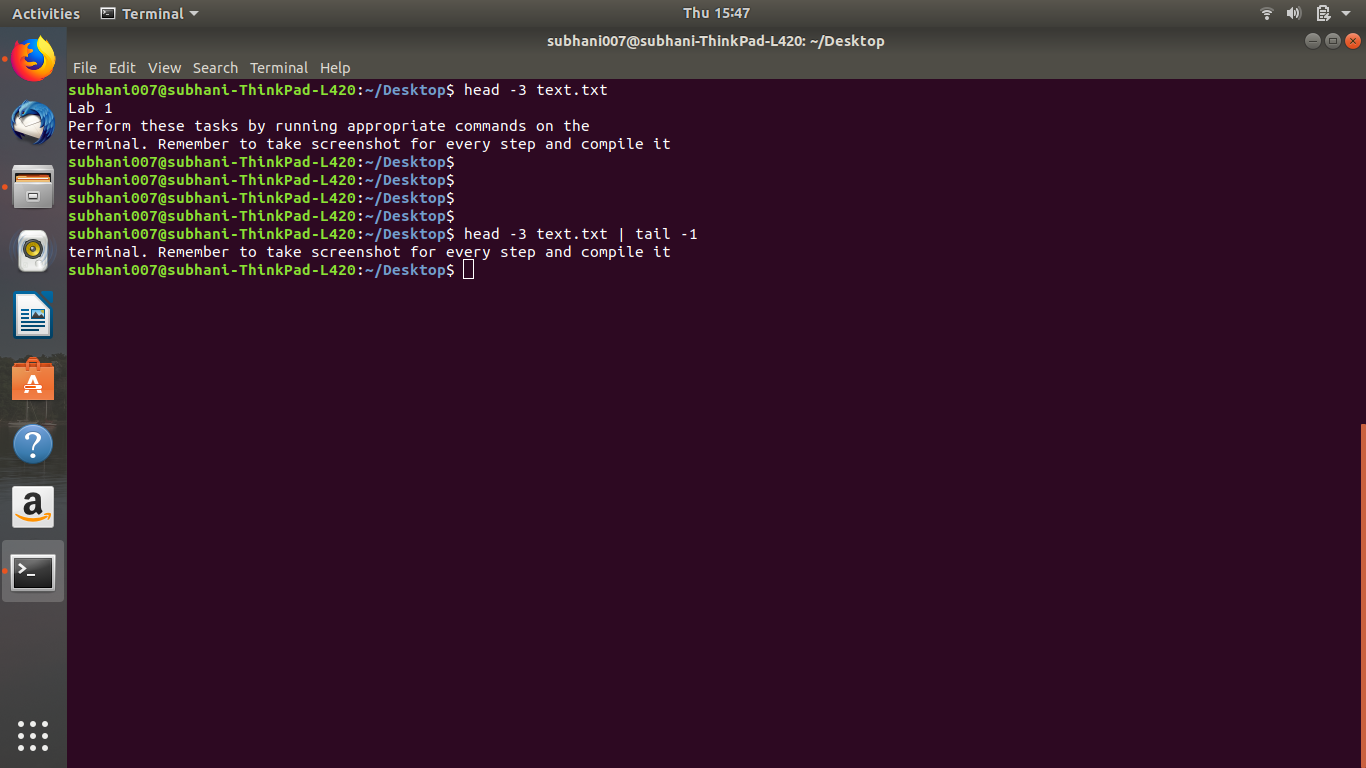 Activities Terminal Thu 15:47
subhani007@subhani-ThinkPad-L420: ~/Desktop
File Edit View Search Terminal Help
subhani007@subhani-ThinkPad-L420:~/Desktop$ head -3 text.txt
Lab 1
Perform these tasks by running appropriate commands on the
terminal. Remember to take screenshot for every step and compile it
subhani007@subhani-ThinkPad-L420:~/Desktop$
subhani007@subhani-ThinkPad-L420:~/Desktop$
subhani007@subhani-ThinkPad-L420:~/Desktop$
subhani007@subhani-ThinkPad-L420:~/Desktop$
subhani007@subhani-ThinkPad-L420:~/Desktop$ head -3 text.txt | tail -1
terminal. Remember to take screenshot for every step and compile it
subhani007@subhani-ThinkPad-L420:~/Desktop$